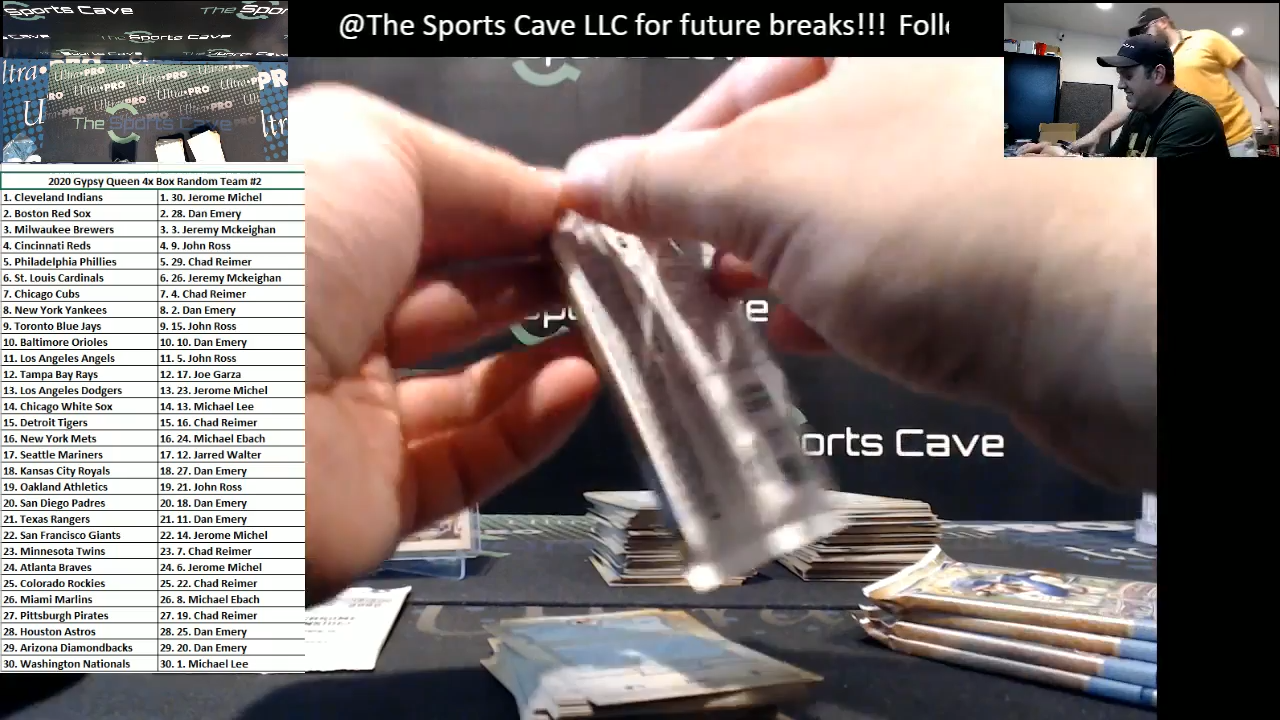 @The Sports Cave LLC for future breaks!!! Foll
The Sports Cave
Ultra PRO
2020 Gypsy Queen 4x Box Random Team #2
1. Cleveland Indians 1. 30. Jerome Michel
2. Boston Red Sox 2. 28. Dan Emery
3. Milwaukee Brewers 3. 3. Jeremy Mckeighan
4. Cincinnati Reds 4. 9. John Ross
5. Philadelphia Phillies 5. 29. Chad Reimer
6. St. Louis Cardinals 6. 26. Jeremy Mckeighan
7. Chicago Cubs 7. 4. Chad Reimer
8. New York Yankees 8. 2. Dan Emery
9. Toronto Blue Jays 9. 15. John Ross
10. Baltimore Orioles 10. 10. Dan Emery
11. Los Angeles Angels 11. 5. John Ross
12. Tampa Bay Rays 12. 17. Joe Garza
13. Los Angeles Dodgers 13. 23. Jerome Michel
14. Chicago White Sox 14. 13. Michael Lee
15. Detroit Tigers 15. 16. Chad Reimer
16. New York Mets 16. 24. Michael Ebach
17. Seattle Mariners 17. 12. Jarred Walter
18. Kansas City Royals 18. 27. Dan Emery
19. Oakland Athletics 19. 21. John Ross
20. San Diego Padres 20. 18. Dan Emery
21. Texas Rangers 21. 11. Dan Emery
22. San Francisco Giants 22. 14. Jerome Michel
23. Minnesota Twins 23. 7. Chad Reimer
24. Atlanta Braves 24. 6. Jerome Michel
25. Colorado Rockies 25. 22. Chad Reimer
26. Miami Marlins 26. 8. Michael Ebach
27. Pittsburgh Pirates 27. 19. Chad Reimer
28. Houston Astros 28. 25. Dan Emery
29. Arizona Diamondbacks 29. 20. Dan Emery
30. Washington Nationals 30. 1. Michael Lee
orts Cave